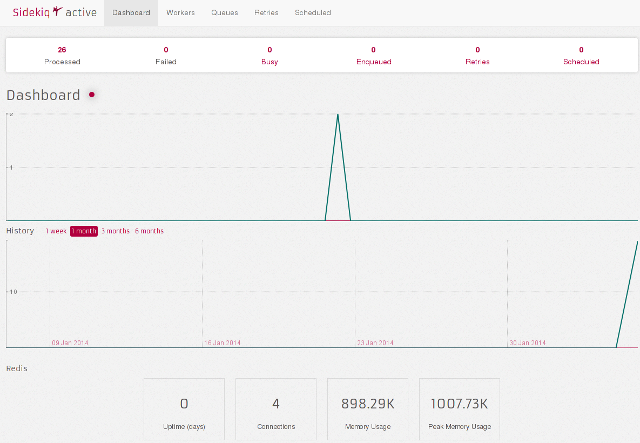 Sidekiq active Dashboard Workers Queues Retries Scheduled
26 0 0 0 0 0
Processed Failed Busy Enqueued Retries Scheduled
Dashboard
2
1
History 1 week 1 month 3 months 6 months
10
09 Jan 2014 16 Jan 2014 23 Jan 2014 30 Jan 2014
Redis
0 4 898.29K 1007.73K
Uptime (days) Connections Memory Usage Peak Memory Usage